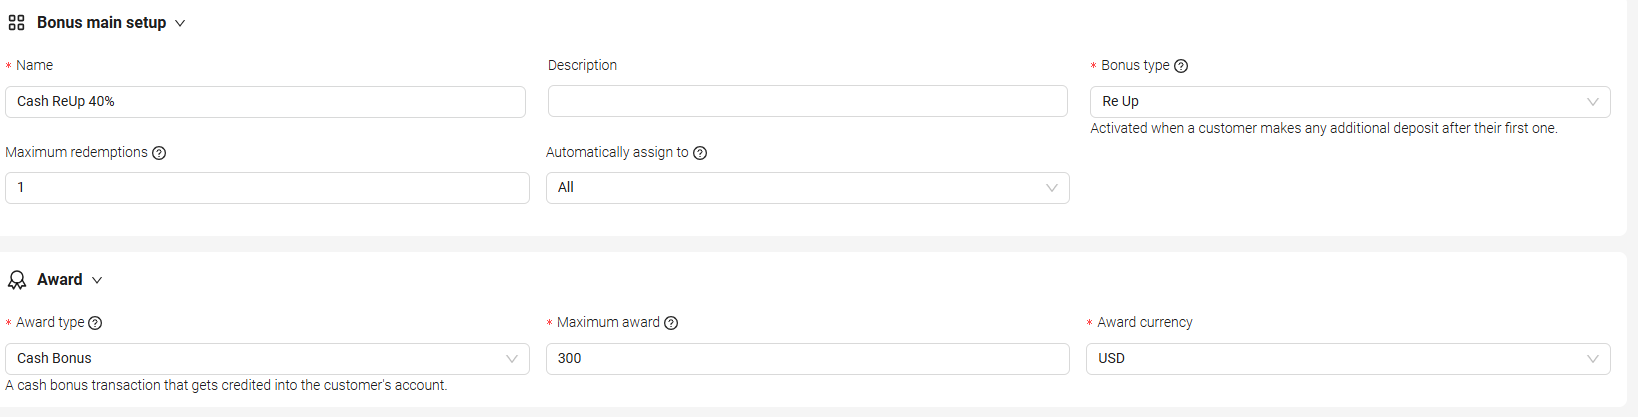 Bonus main setup
* Name
Description
* Bonus type
Cash ReUp 40%
Re Up
Activated when a customer makes any additional deposit after their first one.
Maximum redemptions
Automatically assign to
1
All
Award
* Award type
* Maximum award
* Award currency
Cash Bonus
300
USD
A cash bonus transaction that gets credited into the customer's account.